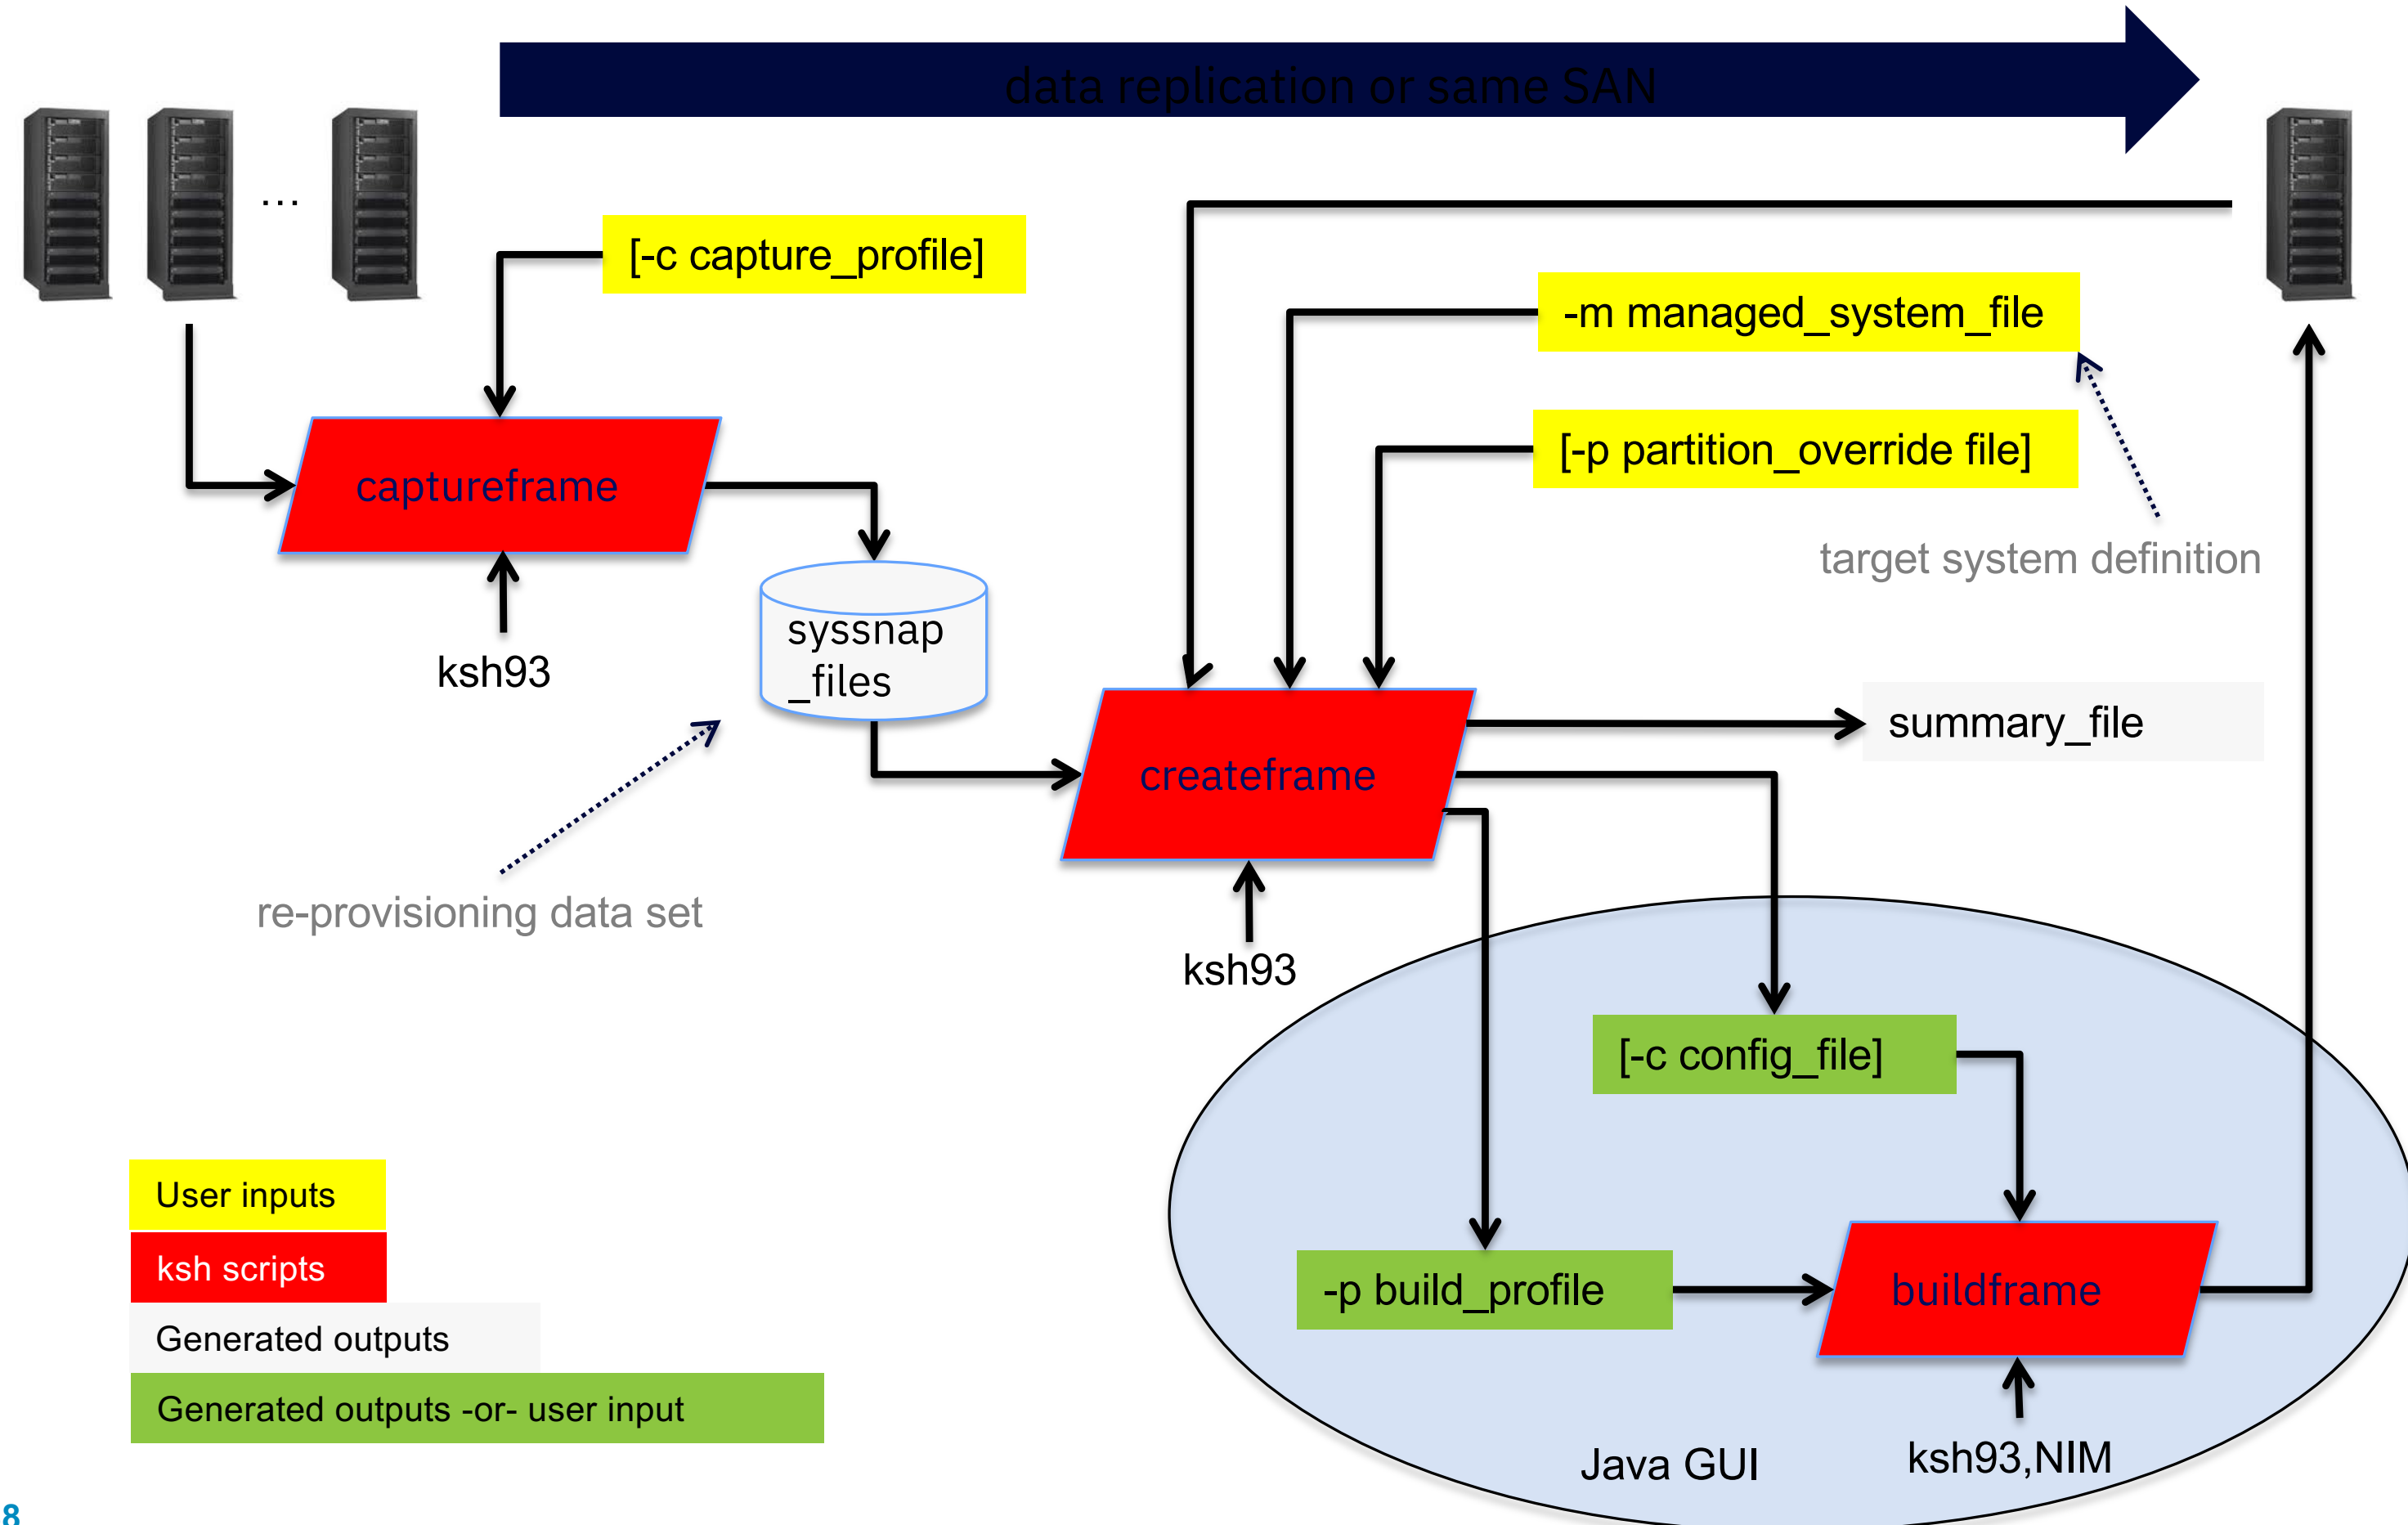 data replication or same SAN
...
[-c capture_profile]
-m managed_system_file
[-p partition_override file]
captureframe
target system definition
syssnap
_files
ksh93
summary_file
createframe
re-provisioning data set
ksh93
[-c config_file]
User inputs
ksh scripts
-p build_profile
buildframe
Generated outputs
Generated outputs -or- user input
Java GUI
ksh93,NIM
8